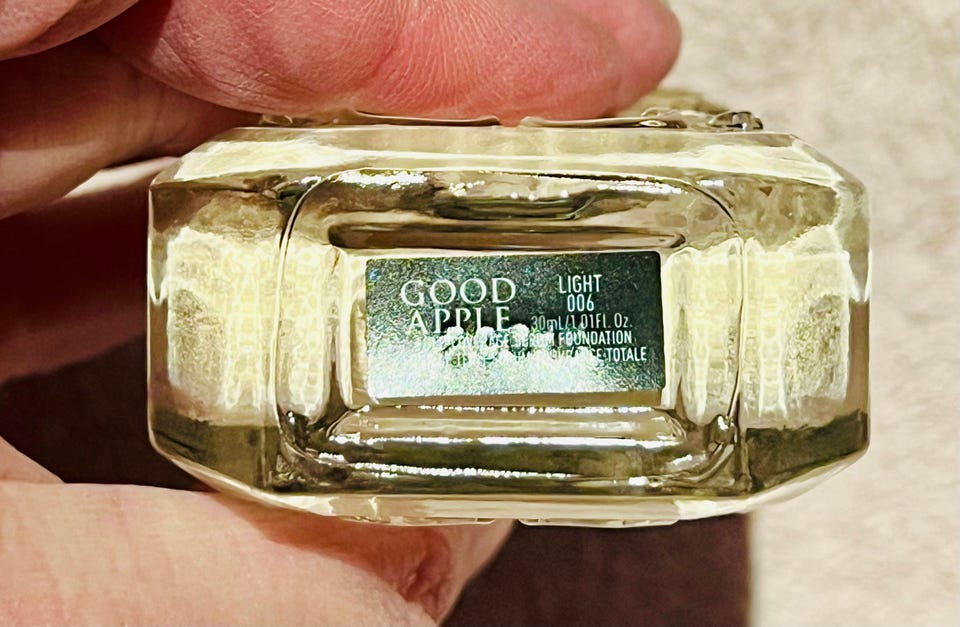 GOOD
APPLE
LIGHT
006
30mL/1.01Fl. Oz.
SERUM FOUNDATION
TOTALE